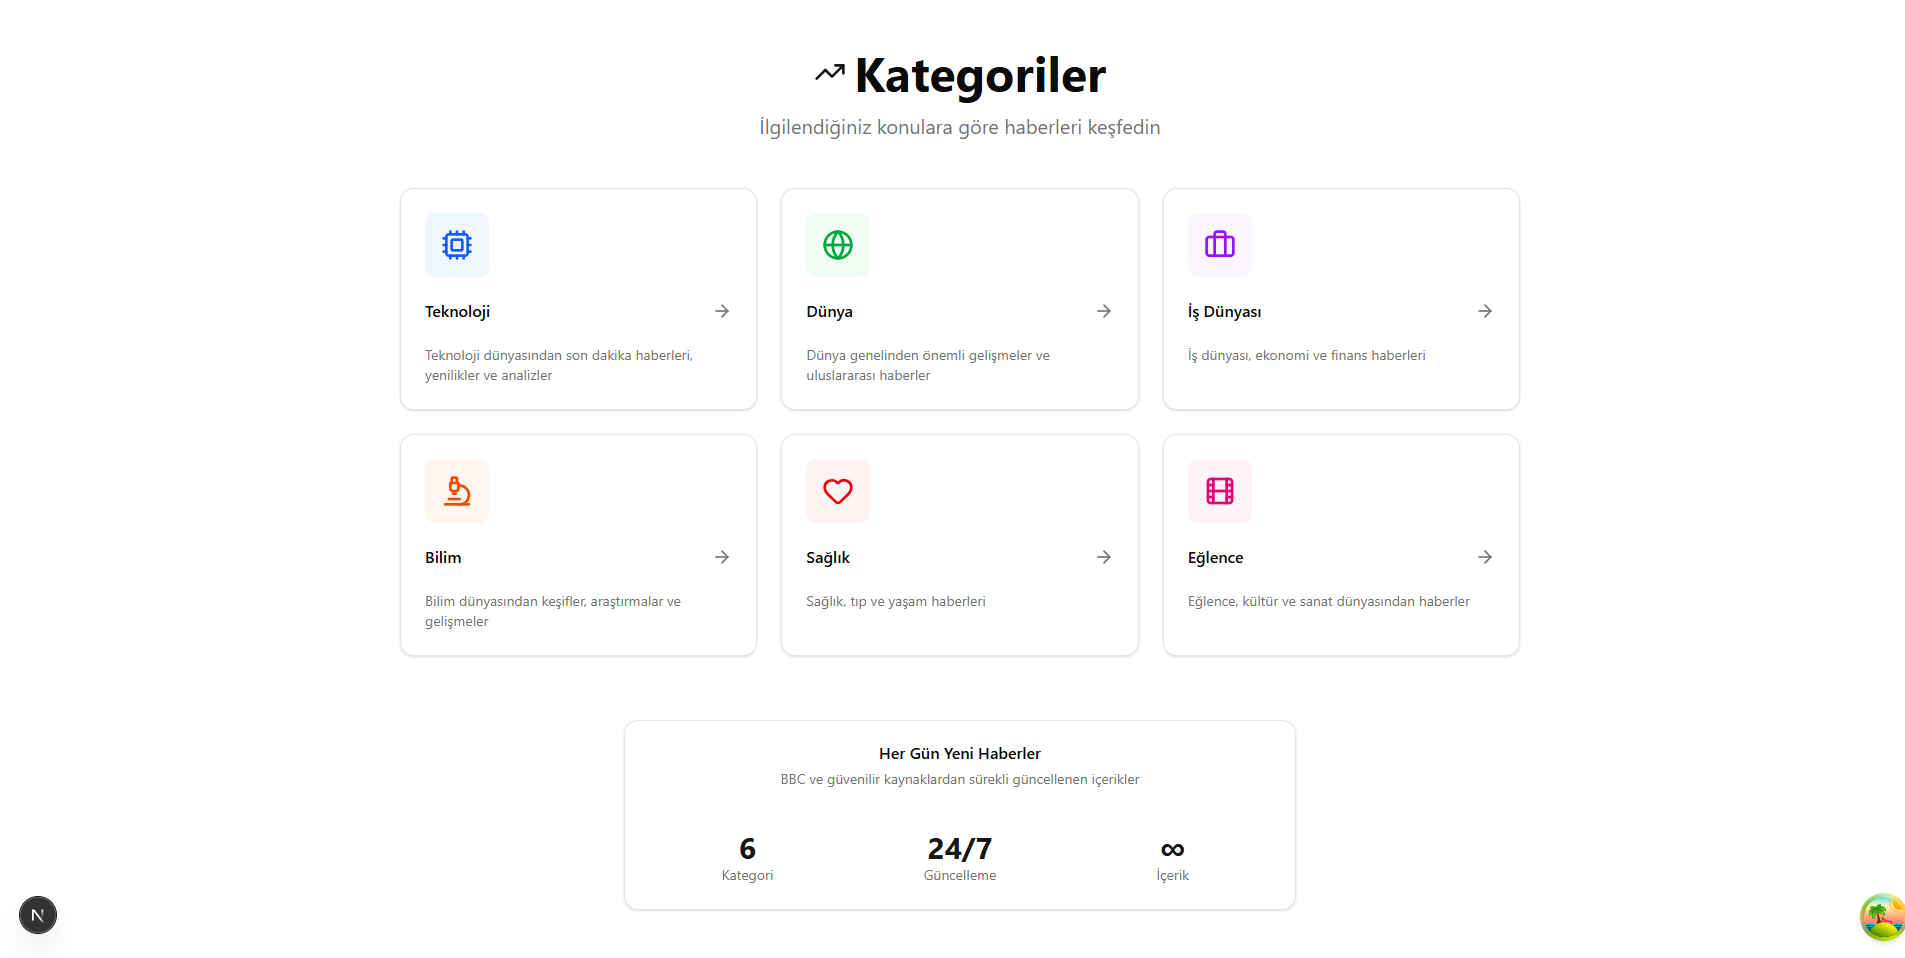 Kategoriler
İlgilendiğiniz konulara göre haberleri keşfedin
Teknoloji
Teknoloji dünyasından son dakika haberleri,
yenilikler ve analizler
Dünya
Dünya genelinden önemli gelişmeler ve
uluslararası haberler
İş Dünyası
İş dünyası, ekonomi ve finans haberleri
Bilim
Bilim dünyasından keşifler, araştırmalar ve
gelişmeler
Sağlık
Sağlık, tıp ve yaşam haberleri
Eğlence
Eğlence, kültür ve sanat dünyasından haberler
Her Gün Yeni Haberler
BBC ve güvenilir kaynaklardan sürekli güncellenen içerikler
6
Kategori
24/7
Güncelleme
∞
İçerik
N